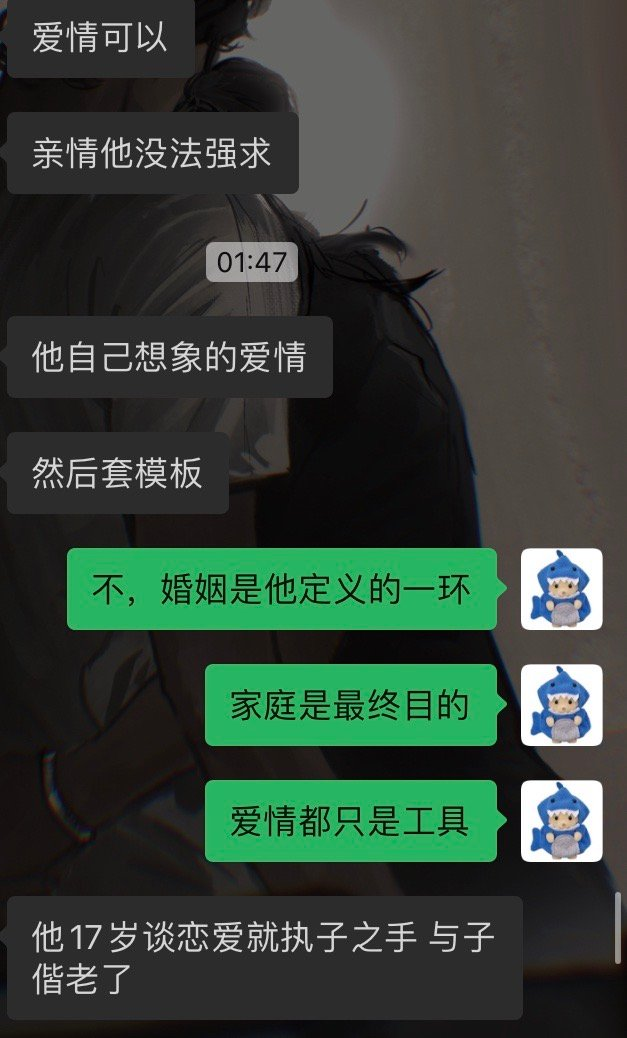 爱情可以
亲情他没法强求
01:47
他自己想象的爱情
然后套模板
不，婚姻是他定义的一环
家庭是最终目的
爱情都只是工具
他17岁谈恋爱就执子之手 与子
偕老了